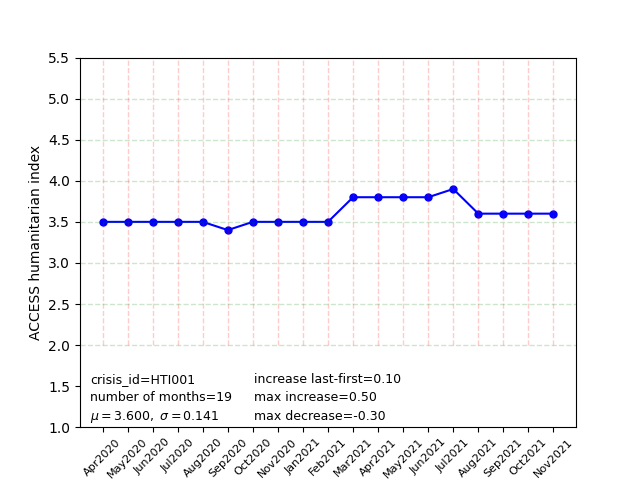 5.5
5.0
4.5
4.0
3.5
3.0
2.5
2.0
1.5
1.0
ACCESS humanitarian index
crisis_id=HTI001
number of months=19
μ=3.600, σ=0.141
increase last-first=0.10
max increase=0.50
max decrease=-0.30
Apr2020
May2020
Jun2020
Jul2020
Aug2020
Sep2020
Oct2020
Nov2020
Jan2021
Feb2021
Mar2021
Apr2021
May2021
Jun2021
Jul2021
Aug2021
Sep2021
Oct2021
Nov2021